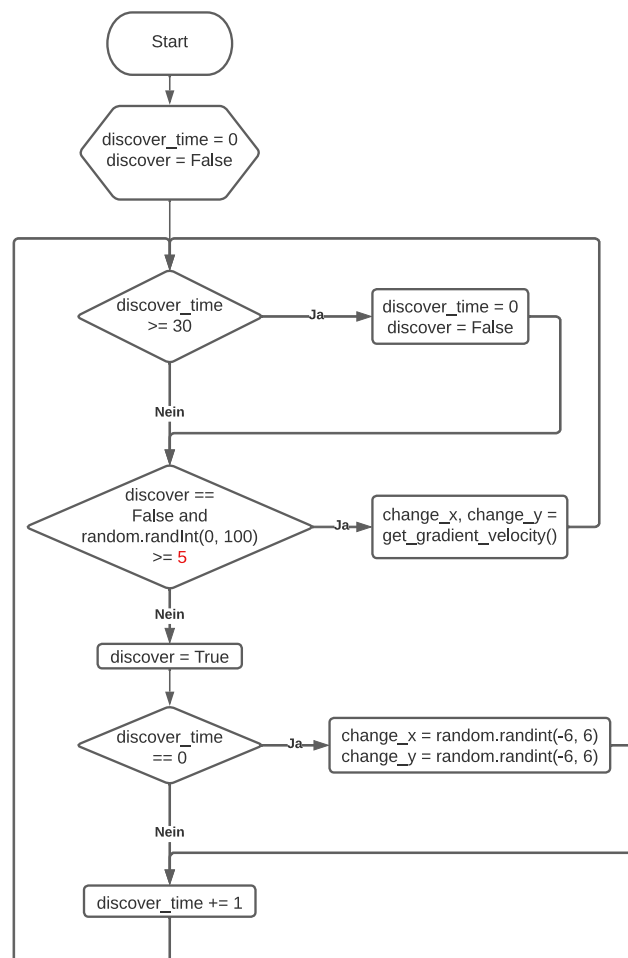 Start
discover_time = 0
discover = False
discover_time
>= 30
Ja
discover_time = 0
discover = False
Nein
discover ==
False and
random.randInt(0, 100)
>= 5
Ja
change_x, change_y =
get_gradient_velocity()
Nein
discover = True
discover_time
== 0
Ja
change_x = random.randint(-6, 6)
change_y = random.randint(-6, 6)
Nein
discover_time += 1